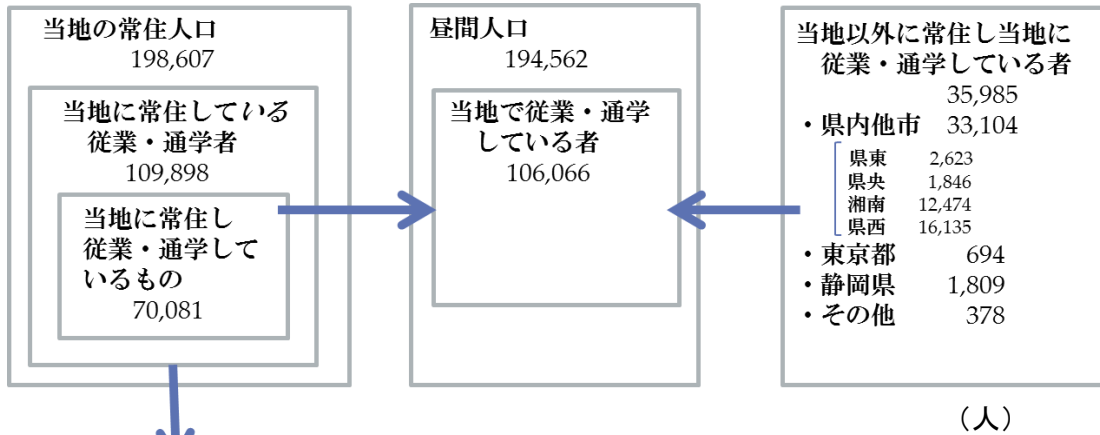 当地の常住人口
198,607
当地に常住している
従業・通学者
109,898
当地に常住し
従業・通学して
いるもの
70,081
昼間人口
194,562
当地で従業・通学
している者
106,066
当地以外に常住し当地に
従業・通学している者
35,985
・県内他市 33,104
県東 2,623
県央 1,846
湘南 12,474
県西 16,135
・東京都 694
・静岡県 1,809
・その他 378
（人）